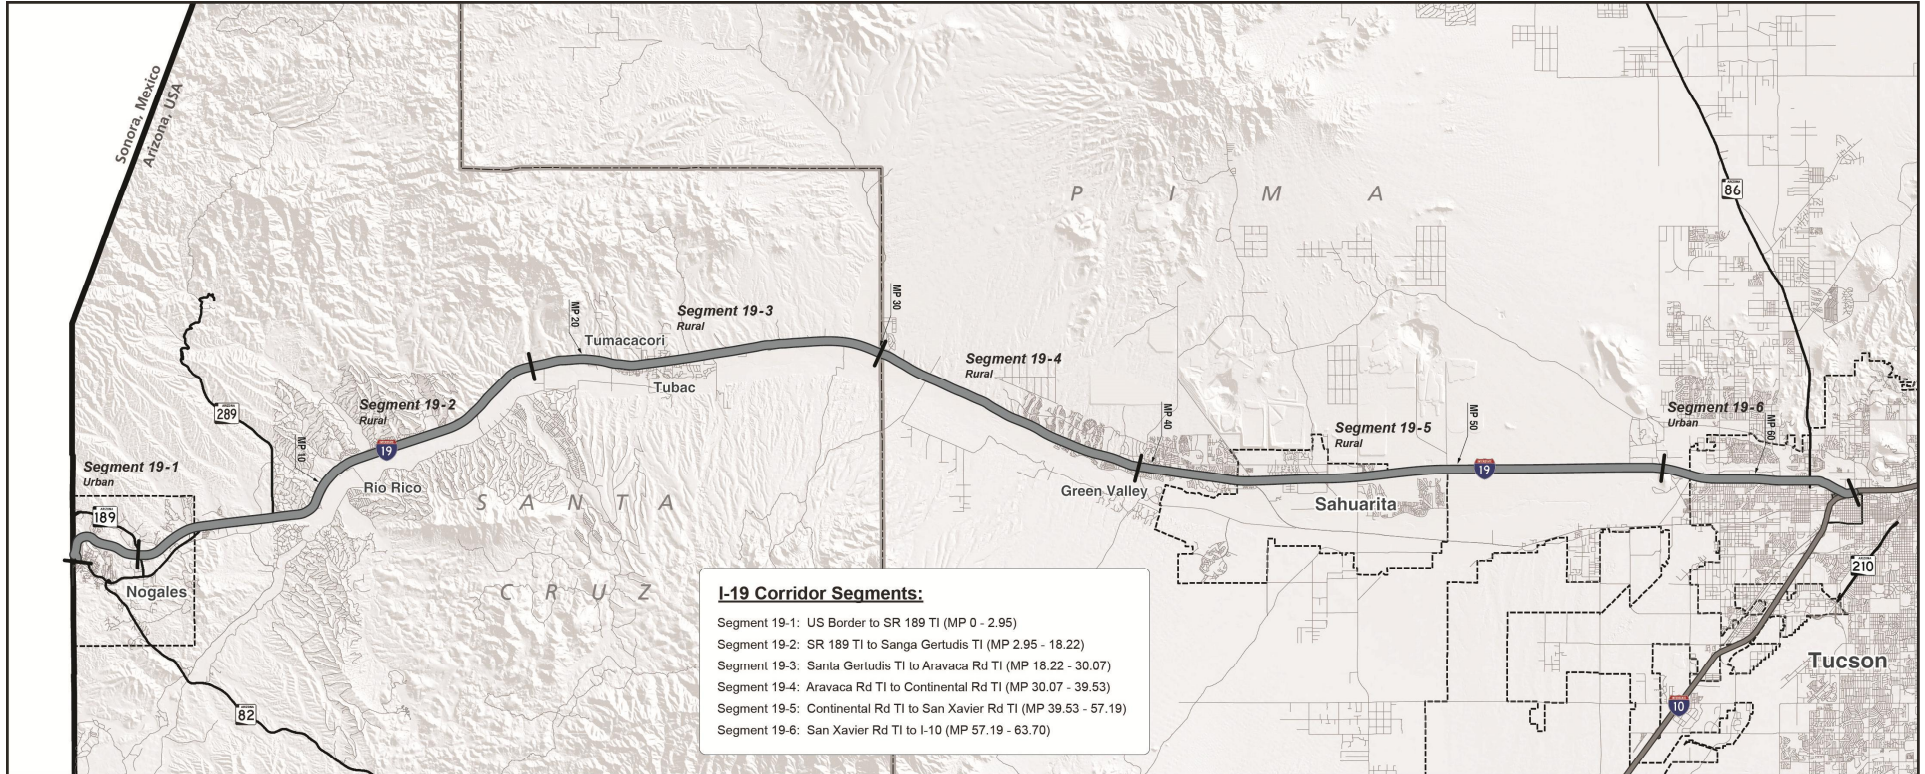 Sonora, Mexico
Arizona, USA
P I M A
ARIZONA
86
Segment 19-3
Rural
MP 20
MP 30
Tumacacori
Tubac
Segment 19-4
Rural
Segment 19-2
Rural
ARIZONA
289
MP 10
19
MP 40
Segment 19-5
Rural
MP 50
Segment 19-6
Urban
MP 60
Segment 19-1
Urban
19
Rio Rico
Green Valley
Sahuarita
S A N T A
C R U Z
189
Nogales
ARIZONA
210
Tucson
10
ARIZONA
82
I-19 Corridor Segments:
Segment 19-1: US Border to SR 189 TI (MP 0 - 2.95)
Segment 19-2: SR 189 TI to Sanga Gertudis TI (MP 2.95 - 18.22)
Segment 19-3: Santa Gertudis TI to Aravaca Rd TI (MP 18.22 - 30.07)
Segment 19-4: Aravaca Rd TI to Continental Rd TI (MP 30.07 - 39.53)
Segment 19-5: Continental Rd TI to San Xavier Rd TI (MP 39.53 - 57.19)
Segment 19-6: San Xavier Rd TI to I-10 (MP 57.19 - 63.70)